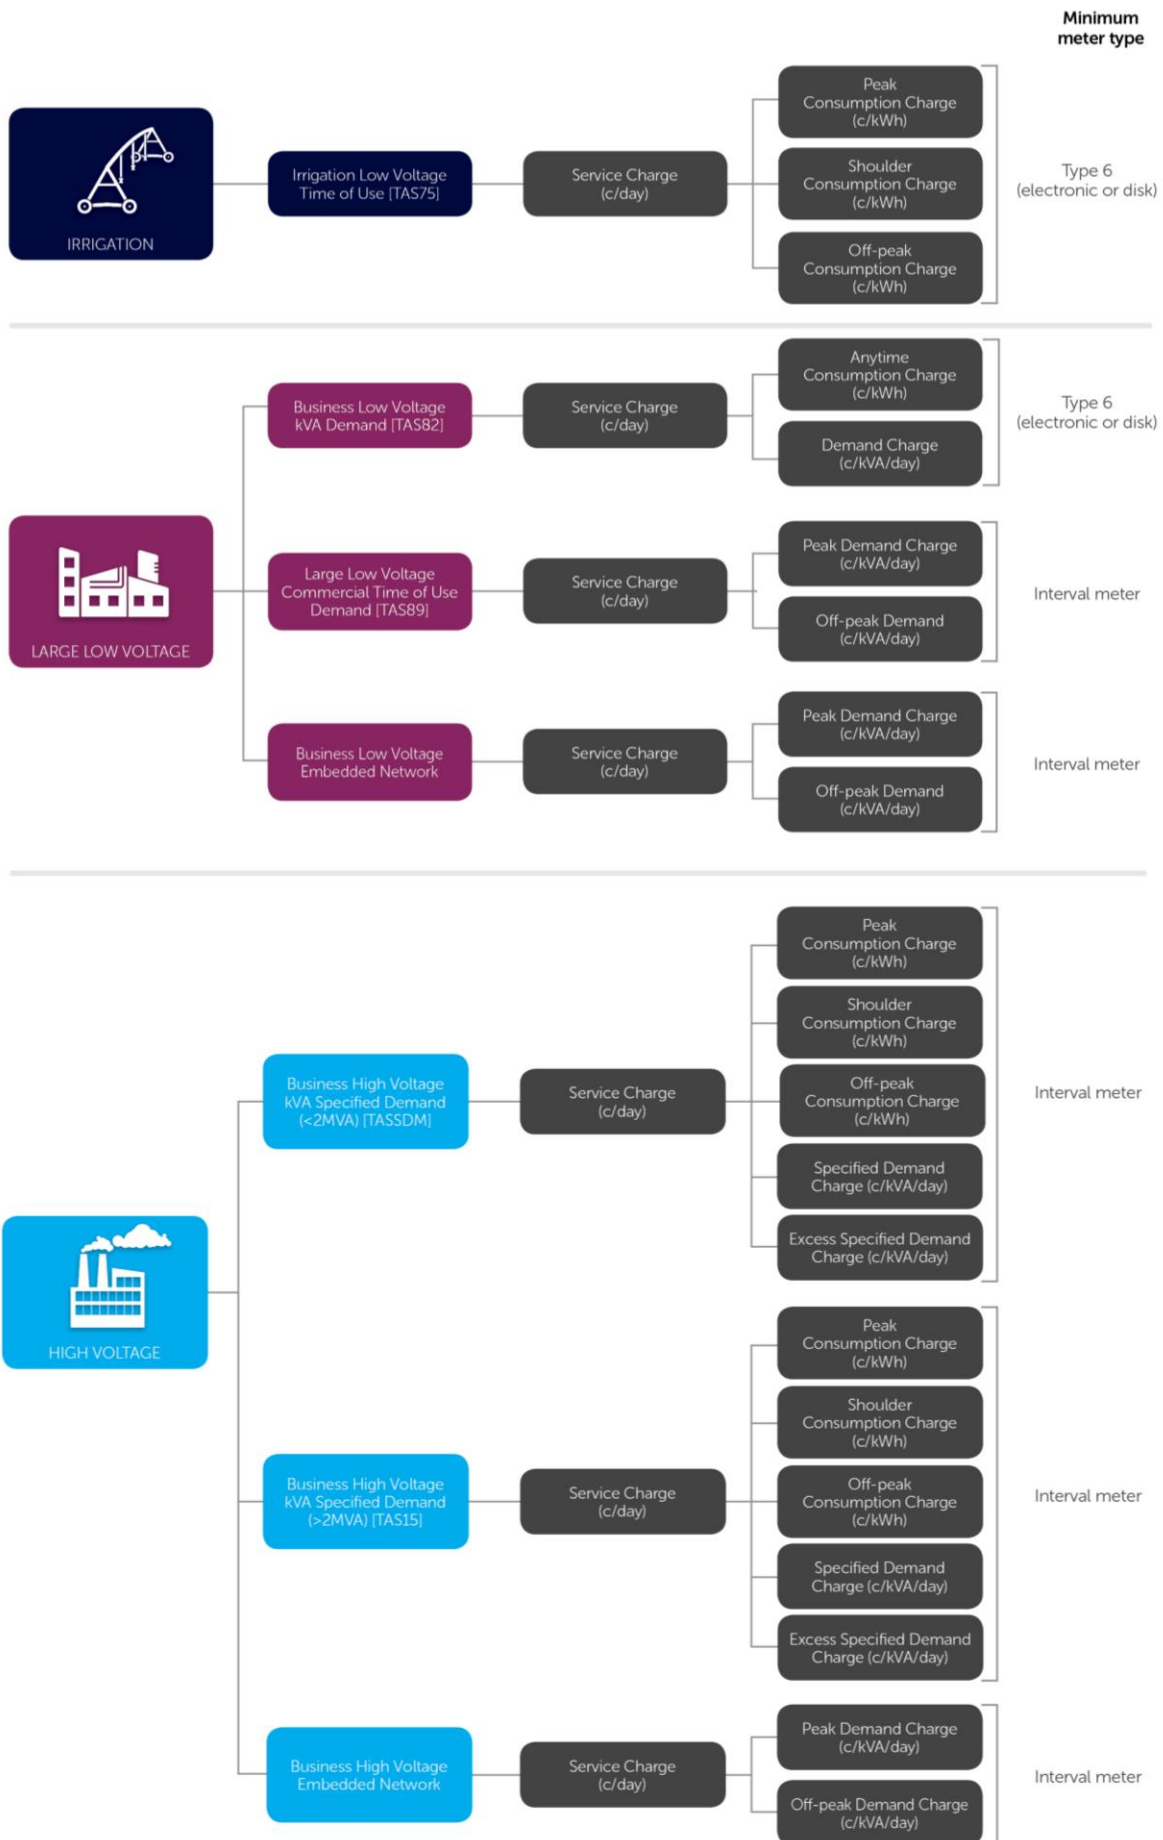 Minimum
meter type
IRRIGATION
Irrigation Low Voltage
Time of Use [TAS75]
Service Charge
(c/day)
Peak
Consumption Charge
(c/kWh)
Shoulder
Consumption Charge
(c/kWh)
Off-peak
Consumption Charge
(c/kWh)
Type 6
(electronic or disk)
LARGE LOW VOLTAGE
Business Low Voltage
kVA Demand [TAS82]
Service Charge
(c/day)
Anytime
Consumption Charge
(c/kWh)
Demand Charge
(c/kVA/day)
Type 6
(electronic or disk)
Large Low Voltage
Commercial Time of Use
Demand [TAS89]
Service Charge
(c/day)
Peak Demand Charge
(c/kVA/day)
Off-peak Demand
(c/kVA/day)
Interval meter
Business Low Voltage
Embedded Network
Service Charge
(c/day)
Peak Demand Charge
(c/kVA/day)
Off-peak Demand
(c/kVA/day)
Interval meter
HIGH VOLTAGE
Business High Voltage
kVA Specified Demand
(<2MVA) [TASSDM]
Service Charge
(c/day)
Peak
Consumption Charge
(c/kWh)
Shoulder
Consumption Charge
(c/kWh)
Off-peak
Consumption Charge
(c/kWh)
Specified Demand
Charge (c/kVA/day)
Excess Specified Demand
Charge (c/kVA/day)
Interval meter
Business High Voltage
kVA Specified Demand
(>2MVA) [TAS15]
Service Charge
(c/day)
Peak
Consumption Charge
(c/kWh)
Shoulder
Consumption Charge
(c/kWh)
Off-peak
Consumption Charge
(c/kWh)
Specified Demand
Charge (c/kVA/day)
Excess Specified Demand
Charge (c/kVA/day)
Interval meter
Business High Voltage
Embedded Network
Service Charge
(c/day)
Peak Demand Charge
(c/kVA/day)
Off-peak Demand Charge
(c/kVA/day)
Interval meter